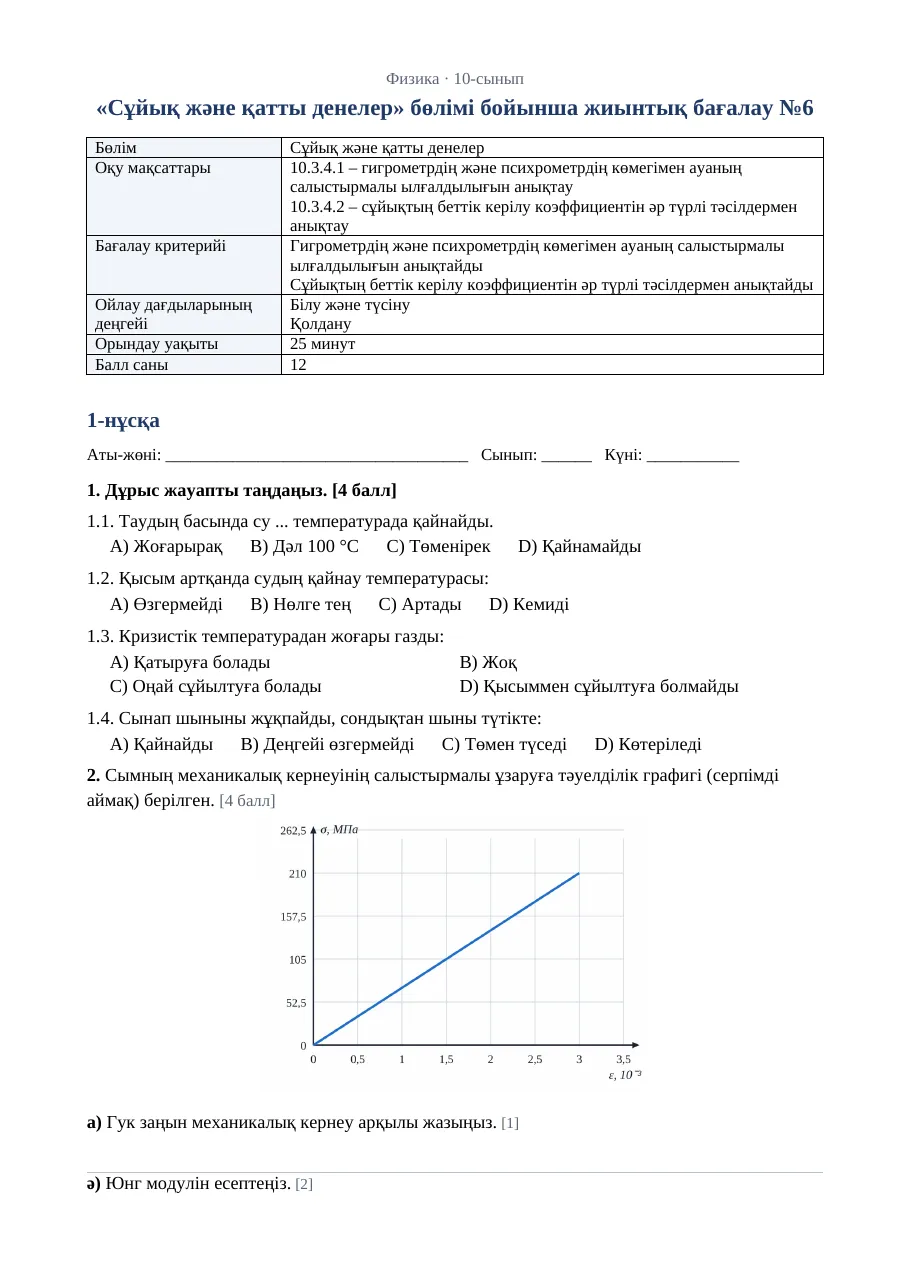 Физика · 10-сынып
«Сұйық және қатты денелер» бөлімі бойынша жиынтық бағалау №6
Бөлім Сұйық және қатты денелер
Оқу мақсаттары 10.3.4.1 – гигрометрдің және психрометрдің көмегімен ауаның
салыстырмалы ылғалдылығын анықтау
10.3.4.2 – сұйықтың беттік керілу коэффициентін әр түрлі тәсілдермен
анықтау
Бағалау критерийі Гигрометрдің және психрометрдің көмегімен ауаның салыстырмалы
ылғалдылығын анықтайды
Сұйықтың беттік керілу коэффициентін әр түрлі тәсілдермен анықтайды
Ойлау дағдыларының Білу және түсіну
деңгейі Қолдану
Орындау уақыты 25 минут
Балл саны 12
1-нұсқа
Аты-жөні: ____________________________________ Сынып: ______ Күні: ___________
1. Дұрыс жауапты таңдаңыз. [4 балл]
1.1. Таудың басында су ... температурада қайнайды.
A) Жоғарырақ B) Дәл 100 °C C) Төменірек D) Қайнамайды
1.2. Қысым артқанда судың қайнау температурасы:
A) Өзгермейді B) Нөлге тең C) Артады D) Кемиді
1.3. Кризистік температурадан жоғары газды:
A) Қатыруға болады B) Жоқ
C) Оңай сұйылтуға болады D) Қысыммен сұйылтуға болмайды
1.4. Сынап шыныны жұқпайды, сондықтан шыны түтікте:
A) Қайнайды B) Деңгейі өзгермейді C) Төмен түседі D) Көтеріледі
2. Сымның механикалық кернеуінің салыстырмалы ұзаруға тәуелділік графигі (серпімді
аймақ) берілген. [4 балл]
262,5 σ, МПа
210
157,5
105
52,5
0
0 0,5 1 1,5 2 2,5 3 3,5
ε, 10⁻³
а) Гук заңын механикалық кернеу арқылы жазыңыз. [1]
ә) Юнг модулін есептеңіз. [2]